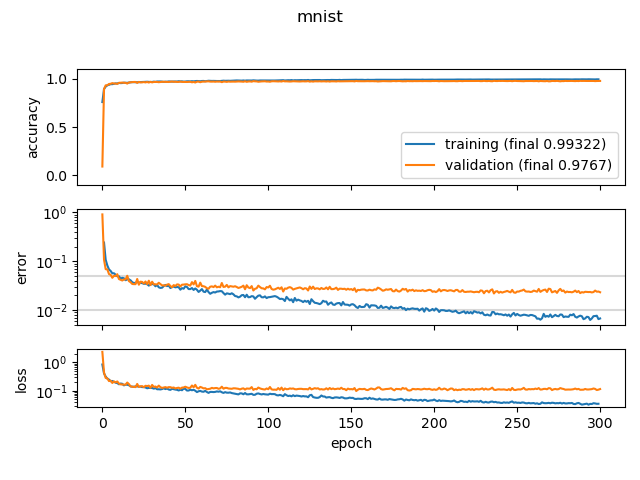 mnist
accuracy
1.0
0.5
0.0
training (final 0.99322)
validation (final 0.9767)
error
10⁰
10⁻¹
10⁻²
loss
10⁰
10⁻¹
0 50 100 150 200 250 300
epoch